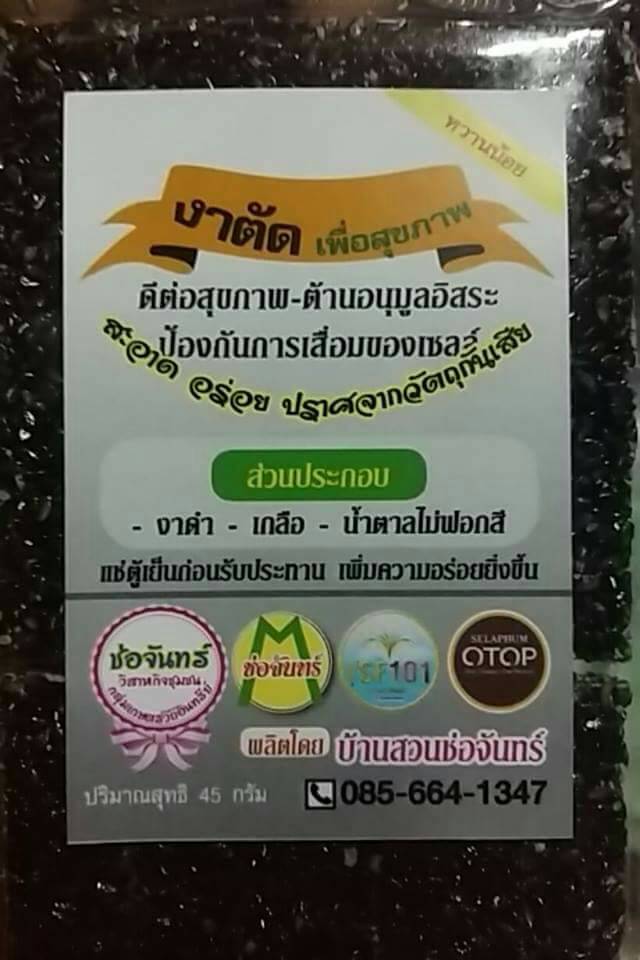 หวานน้อย
งาตัด เพื่อสุขภาพ
ดีต่อสุขภาพ-ต้านอนุมูลอิสระ
ป้องกันการเสื่อมของเซลล์
สะอาด อร่อย ปราศจากวัตถุกันเสีย
ส่วนประกอบ
- งาดำ - เกลือ - น้ำตาลไม่ฟอกสี
แช่ตู้เย็นก่อนรับประทาน เพิ่มความอร่อยยิ่งขึ้น
ช่อจันทร์
วิสาหกิจชุมชน
ช่อจันทร์
101
SELAPHUM
OTOP
ผลิตโดย บ้านสวนช่อจันทร์
ปริมาณสุทธิ 45 กรัม
085-664-1347